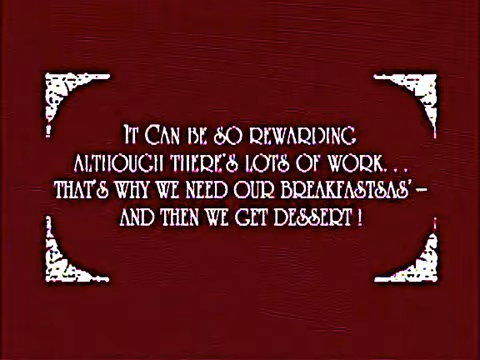 It Can be so rewarding
although there's lots of work. . .
that's why we need our breakfastsas' –
and then we get dessert !